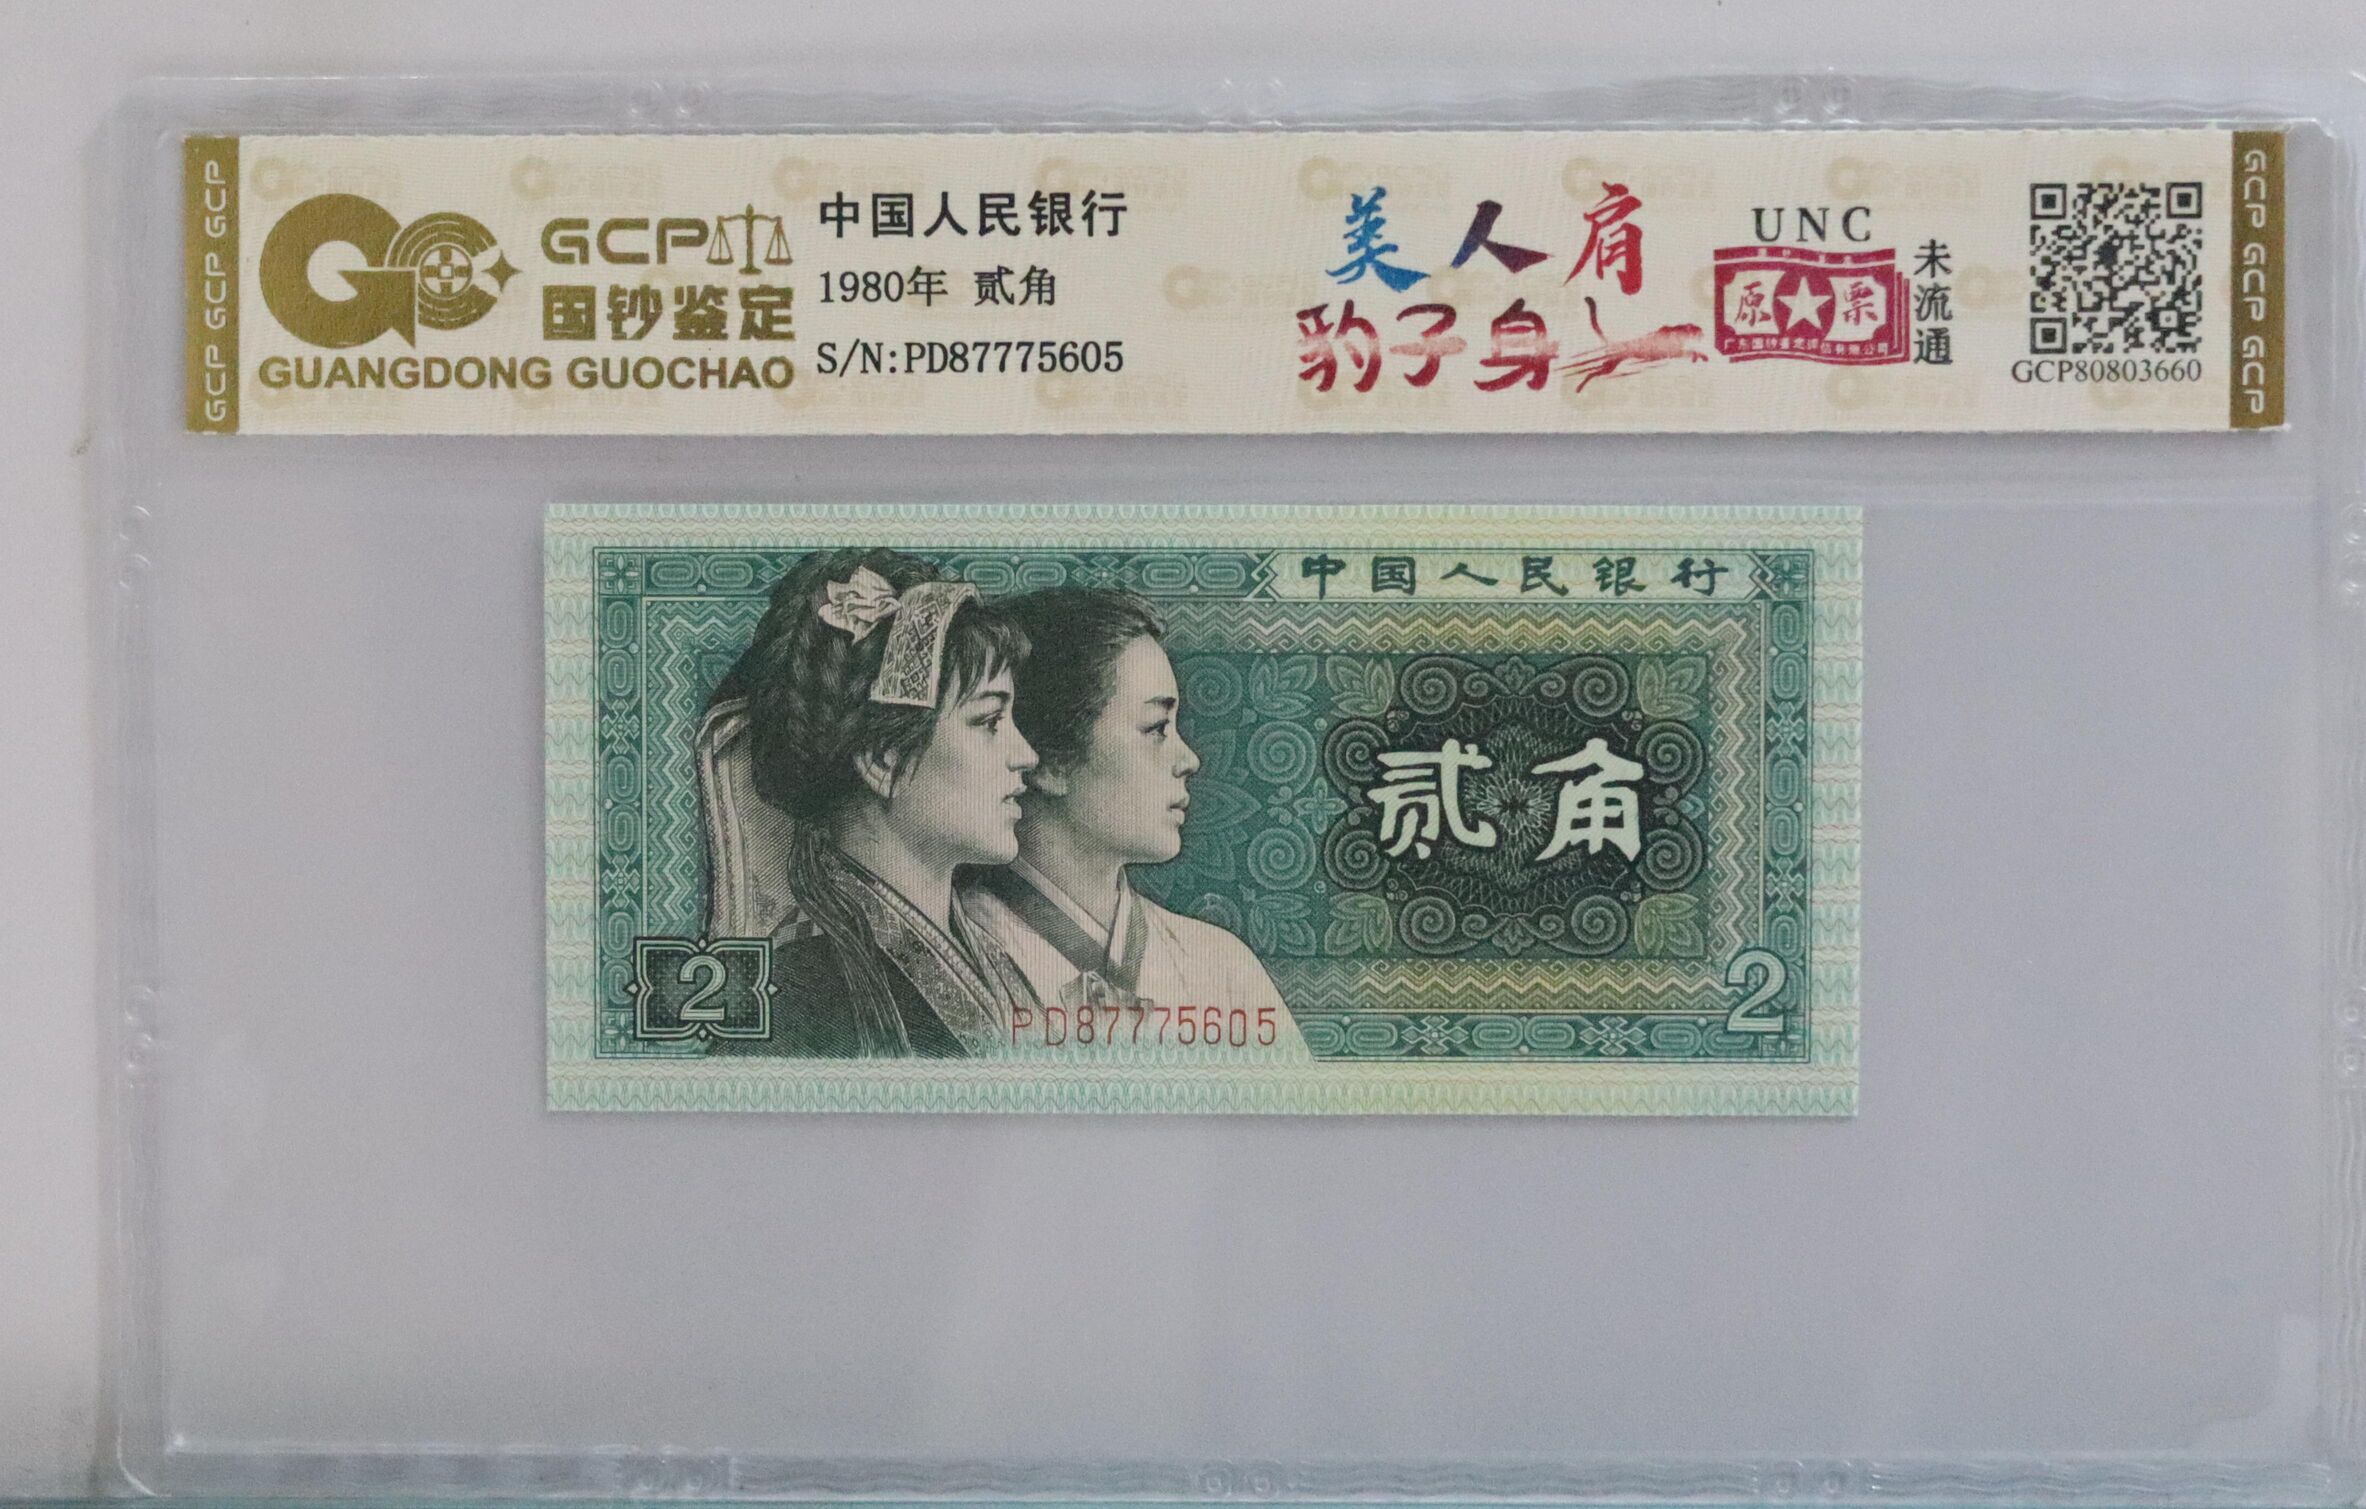 GCP GCP GCP
GCP
国钞鉴定
GUANGDONG GUOCHAO
中国人民银行
1980年 贰角
S/N:PD87775605
美人肩
豹子身
UNC
原票
未流通
GCP80803660
GCP GCP GCP
中国人民银行
贰角
2
PD87775605
2